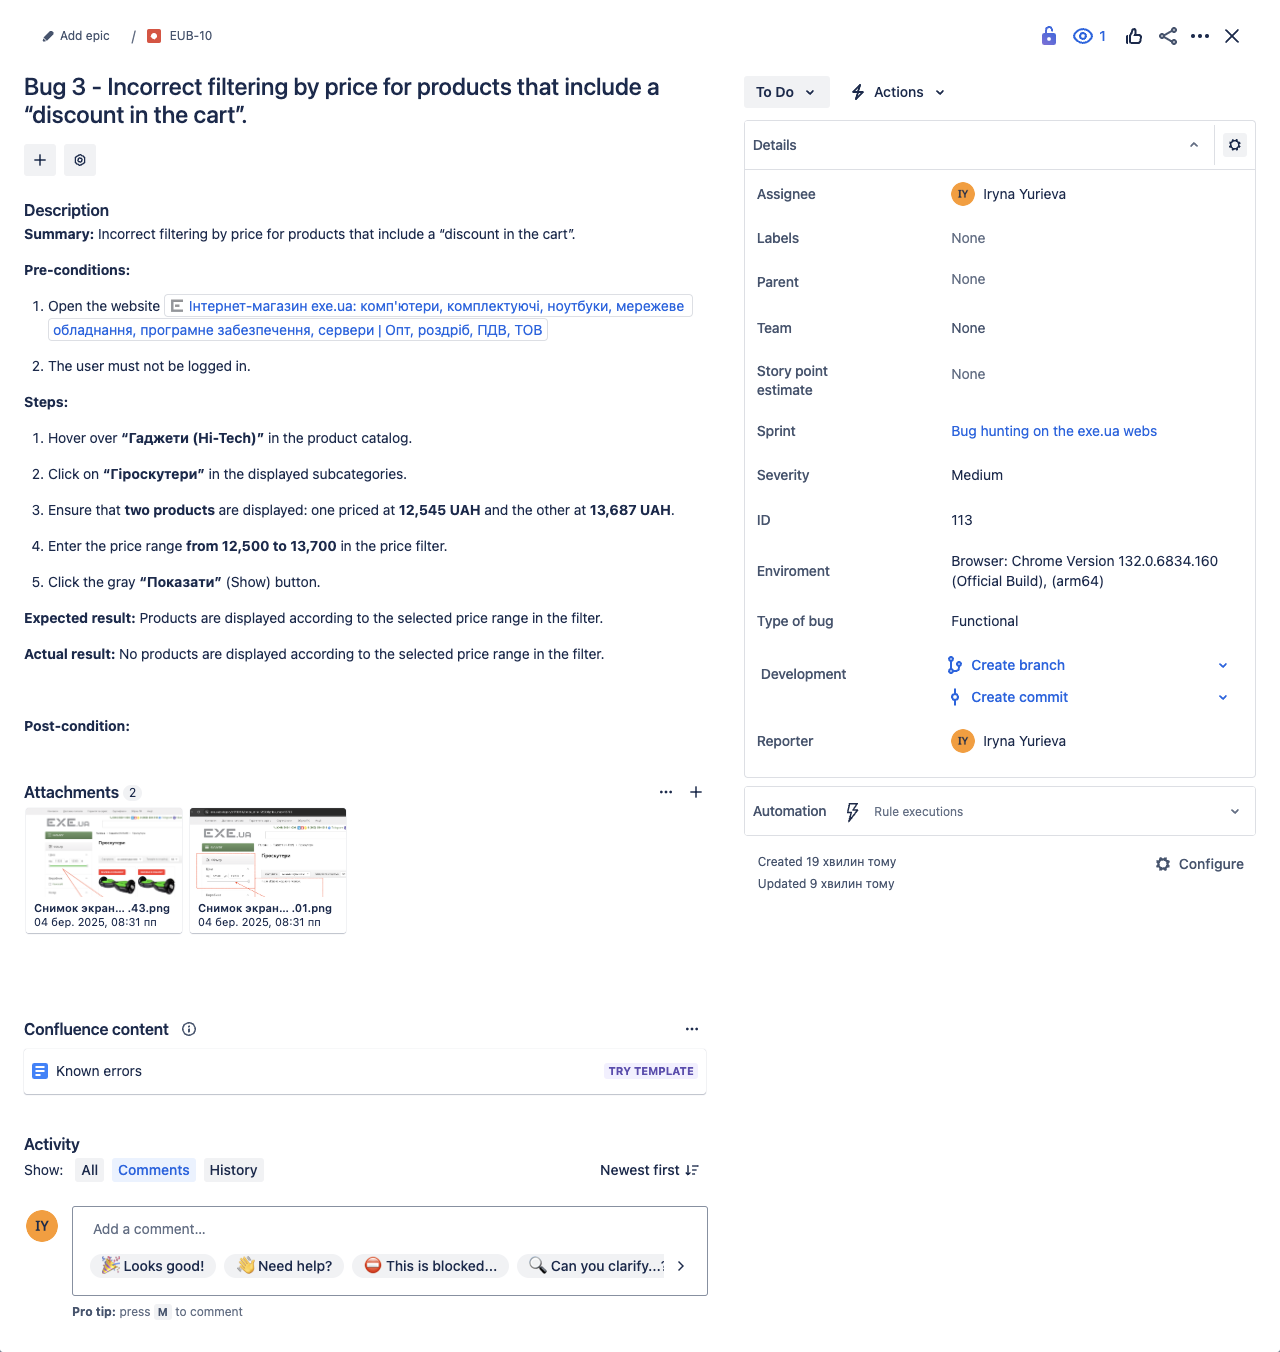 Add epic / EUB-10
1
Bug 3 - Incorrect filtering by price for products that include a
“discount in the cart”.
Description
Summary: Incorrect filtering by price for products that include a “discount in the cart”.
Pre-conditions:
1. Open the website Інтернет-магазин exe.ua: комп'ютери, комплектуючі, ноутбуки, мережеве
обладнання, програмне забезпечення, сервери | Опт, роздріб, ПДВ, ТОВ
2. The user must not be logged in.
Steps:
1. Hover over “Гаджети (Hi-Tech)” in the product catalog.
2. Click on “Гіроскутери” in the displayed subcategories.
3. Ensure that two products are displayed: one priced at 12,545 UAH and the other at 13,687 UAH.
4. Enter the price range from 12,500 to 13,700 in the price filter.
5. Click the gray “Показати” (Show) button.
Expected result: Products are displayed according to the selected price range in the filter.
Actual result: No products are displayed according to the selected price range in the filter.
Post-condition:
Attachments 2
EXE.UA
Гіроскутери
Снимок экран... .43.png
04 бер. 2025, 08:31 пп
EXE.UA
Гіроскутери
Снимок экран... .01.png
04 бер. 2025, 08:31 пп
Confluence content
Known errors TRY TEMPLATE
Activity
Show: All Comments History Newest first
IY
Add a comment...
Looks good! Need help? This is blocked... Can you clarify...?
Pro tip: press M to comment
To Do Actions
Details
Assignee IY Iryna Yurieva
Labels None
Parent None
Team None
Story point
estimate None
Sprint Bug hunting on the exe.ua webs
Severity Medium
ID 113
Enviroment Browser: Chrome Version 132.0.6834.160
(Official Build), (arm64)
Type of bug Functional
Development Create branch
Create commit
Reporter IY Iryna Yurieva
Automation Rule executions
Created 19 хвилин тому
Updated 9 хвилин тому
Configure